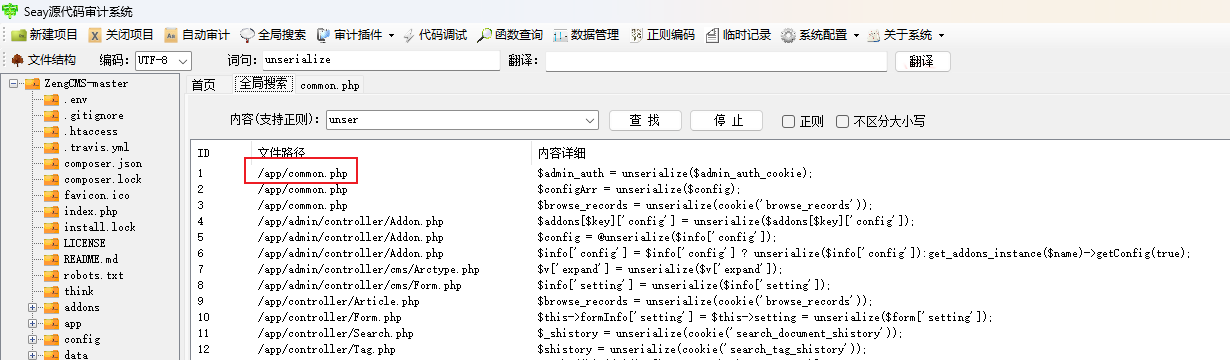 Seay源代码审计系统
新建项目 关闭项目 自动审计 全局搜索 审计插件 代码调试 函数查询 数据管理 正则编码 临时记录 系统配置 关于系统
文件结构 编码: UTF-8 词句: unserialize 翻译: 翻译
ZengCMS-master
.env
.gitignore
.htaccess
.travis.yml
composer.json
composer.lock
favicon.ico
index.php
install.lock
LICENSE
README.md
robots.txt
think
addons
app
config
data
首页 全局搜索 common.php
内容(支持正则): unser 查 找 停 止 正则 不区分大小写
ID 文件路径 内容详细
1 /app/common.php $admin_auth = unserialize($admin_auth_cookie);
2 /app/common.php $configArr = unserialize($config);
3 /app/common.php $browse_records = unserialize(cookie('browse_records'));
4 /app/admin/controller/Addon.php $addons[$key]['config'] = unserialize($addons[$key]['config']);
5 /app/admin/controller/Addon.php $config = @unserialize($info['config']);
6 /app/admin/controller/Addon.php $info['config'] = $info['config'] ? unserialize($info['config']):get_addons_instance($name)->getConfig(true);
7 /app/admin/controller/cms/Arctype.php $v['expand'] = unserialize($v['expand']);
8 /app/admin/controller/cms/Form.php $info['setting'] = unserialize($info['setting']);
9 /app/controller/Article.php $browse_records = unserialize(cookie('browse_records'));
10 /app/controller/Form.php $this->formInfo['setting'] = $this->setting = unserialize($form['setting']);
11 /app/controller/Search.php $_shistory = unserialize(cookie('search_document_shistory'));
12 /app/controller/Tag.php $shistory = unserialize(cookie('search_tag_shistory'));